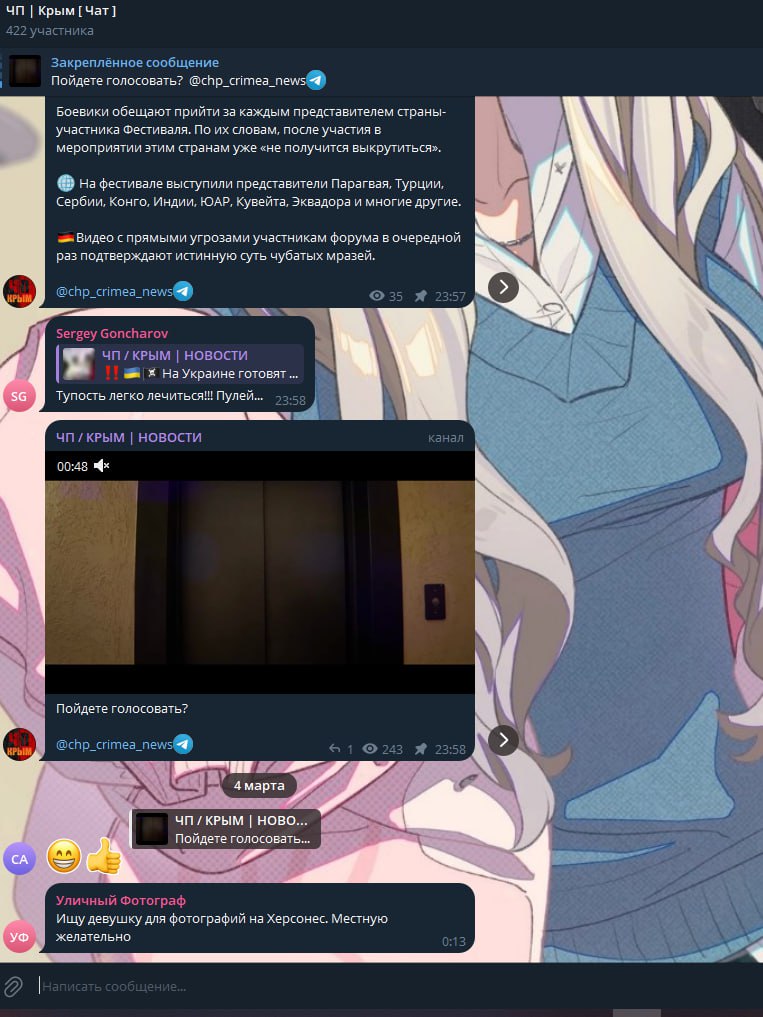 ЧП | Крым [ Чат ]
422 участника
Закреплённое сообщение
Пойдете голосовать? @chp_crimea_news
Боевики обещают прийти за каждым представителем страны-
участника Фестиваля. По их словам, после участия в
мероприятии этим странам уже «не получится выкрутиться».
🌐 На фестивале выступили представители Парагвая, Турции,
Сербии, Конго, Индии, ЮАР, Кувейта, Эквадора и многие другие.
🇩🇪Видео с прямыми угрозами участникам форума в очередной
раз подтверждают истинную суть чубатых мразей.
@chp_crimea_news
35 23:57
ЧП КРЫМ
Sergey Goncharov
ЧП / КРЫМ | НОВОСТИ
‼️🇺🇦🏴‍☠️На Украине готовят ...
SG
Тупость легко лечиться!!! Пулей...
23:58
ЧП / КРЫМ | НОВОСТИ
канал
00:48
Пойдете голосовать?
@chp_crimea_news
1 243 23:58
ЧП КРЫМ
4 марта
ЧП / КРЫМ | НОВО...
Пойдете голосовать...
CA
😁👍
Уличный Фотограф
Ищу девушку для фотографий на Херсонес. Местную
желательно
УФ
0:13
Написать сообщение...